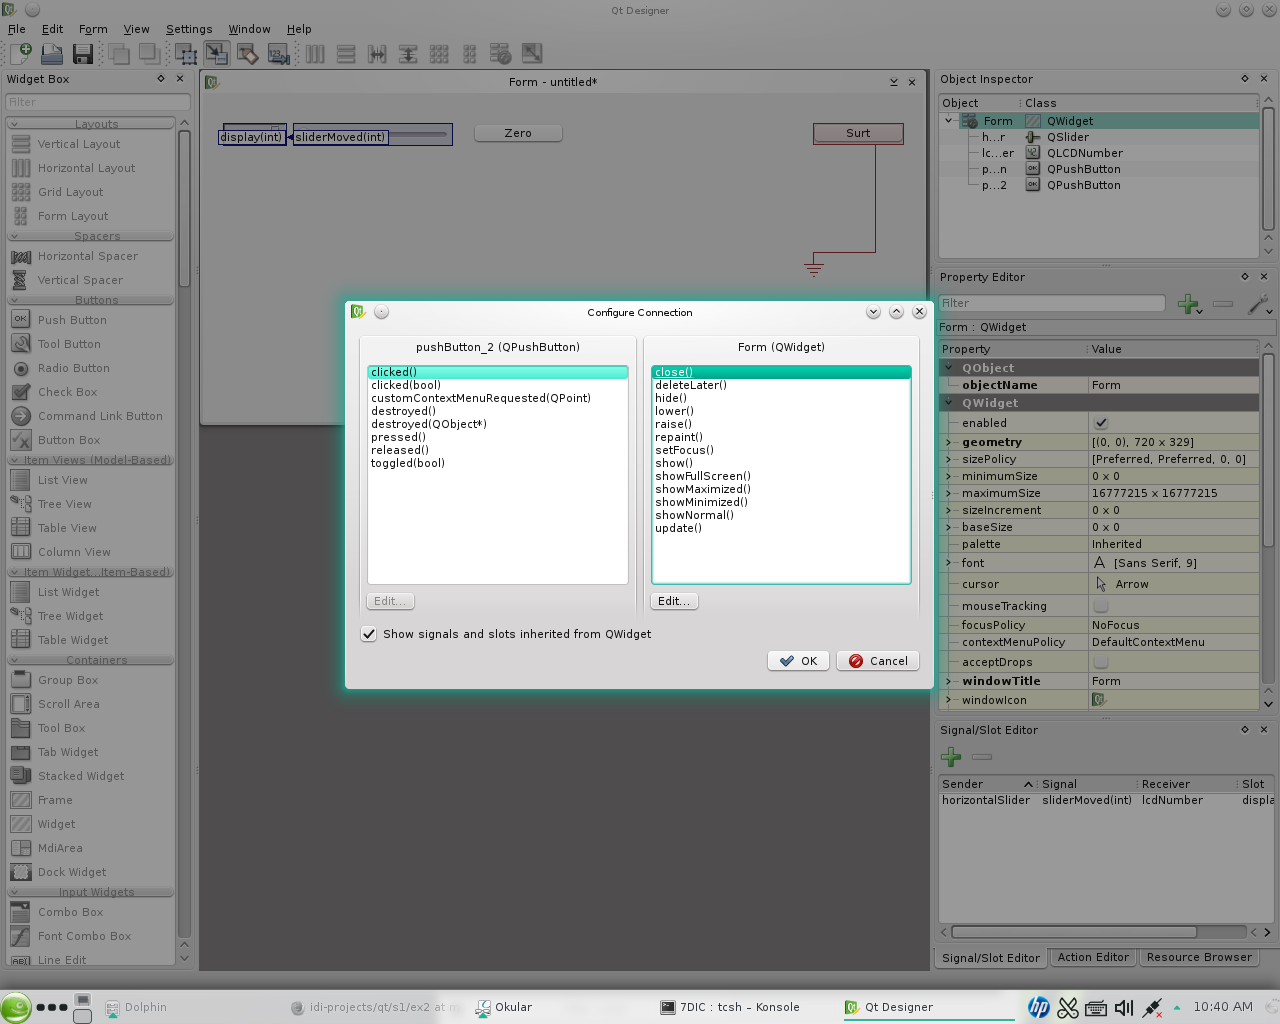 Qt Designer
File Edit Form View Settings Window Help
Widget Box
Filter
Layouts
Vertical Layout
Horizontal Layout
Grid Layout
Form Layout
Spacers
Horizontal Spacer
Vertical Spacer
Buttons
Push Button
Tool Button
Radio Button
Check Box
Command Link Button
Button Box
Item Views (Model-Based)
List View
Tree View
Table View
Column View
Item Widget...Item-Based)
List Widget
Tree Widget
Table Widget
Containers
Group Box
Scroll Area
Tool Box
Tab Widget
Stacked Widget
Frame
Widget
MdiArea
Dock Widget
Input Widgets
Combo Box
Font Combo Box
Line Edit
Form - untitled*
display(int) sliderMoved(int) Zero Surt
Configure Connection
pushButton_2 (QPushButton)
clicked()
clicked(bool)
customContextMenuRequested(QPoint)
destroyed()
destroyed(QObject*)
pressed()
released()
toggled(bool)
Edit...
Form (QWidget)
close()
deleteLater()
hide()
lower()
raise()
repaint()
setFocus()
show()
showFullScreen()
showMaximized()
showMinimized()
showNormal()
update()
Edit...
Show signals and slots inherited from QWidget
OK Cancel
Object Inspector
Object Class
Form QWidget
h...r QSlider
lc...er QLCDNumber
p...n QPushButton
p...2 QPushButton
Property Editor
Filter
Form : QWidget
Property Value
QObject
objectName Form
QWidget
enabled
geometry [(0, 0), 720 x 329]
sizePolicy [Preferred, Preferred, 0, 0]
minimumSize 0 x 0
maximumSize 16777215 x 16777215
sizeIncrement 0 x 0
baseSize 0 x 0
palette Inherited
font A [Sans Serif, 9]
cursor Arrow
mouseTracking
focusPolicy NoFocus
contextMenuPolicy DefaultContextMenu
acceptDrops
windowTitle Form
windowIcon
Signal/Slot Editor
Sender Signal Receiver Slot
horizontalSlider sliderMoved(int) lcdNumber displa
Signal/Slot Editor Action Editor Resource Browser
Dolphin idi-projects/qt/s1/ex2 at m Okular 7DIC : tcsh – Konsole Qt Designer hp 10:40 AM